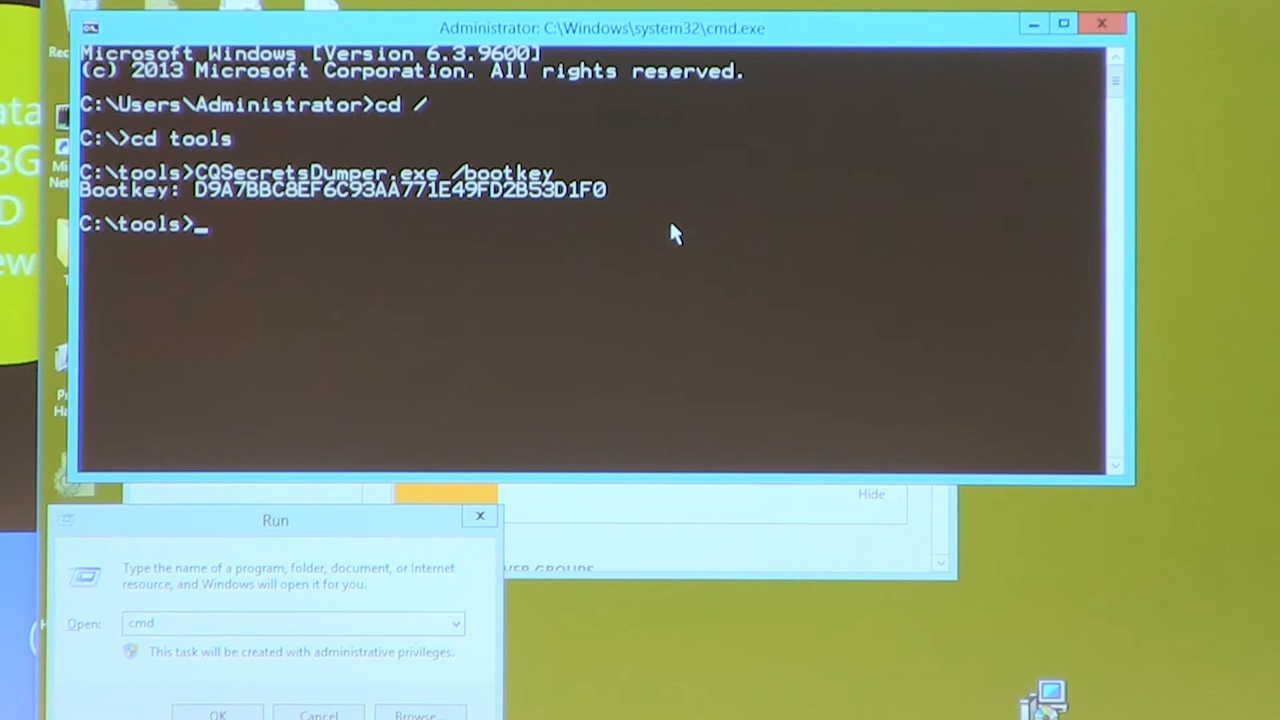 Administrator: C:\Windows\system32\cmd.exe
Microsoft Windows [Version 6.3.9600]
(c) 2013 Microsoft Corporation. All rights reserved.
C:\Users\Administrator>cd /
C:\>cd tools
C:\tools>CQSecretsDumper.exe /bootkey
Bootkey: D9A7BBC8EF6C93AA771E49FD2B53D1F0
C:\tools>_
Hide
Run
Type the name of a program, folder, document, or Internet
resource, and Windows will open it for you.
Open: cmd
This task will be created with administrative privileges.
OK Cancel Browse...